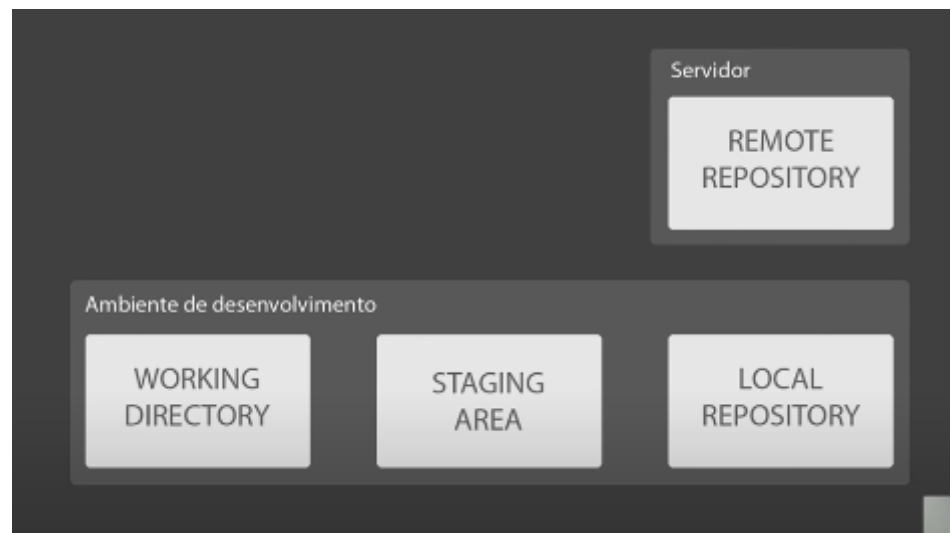 Servidor
REMOTE
REPOSITORY
Ambiente de desenvolvimento
WORKING
DIRECTORY
STAGING
AREA
LOCAL
REPOSITORY